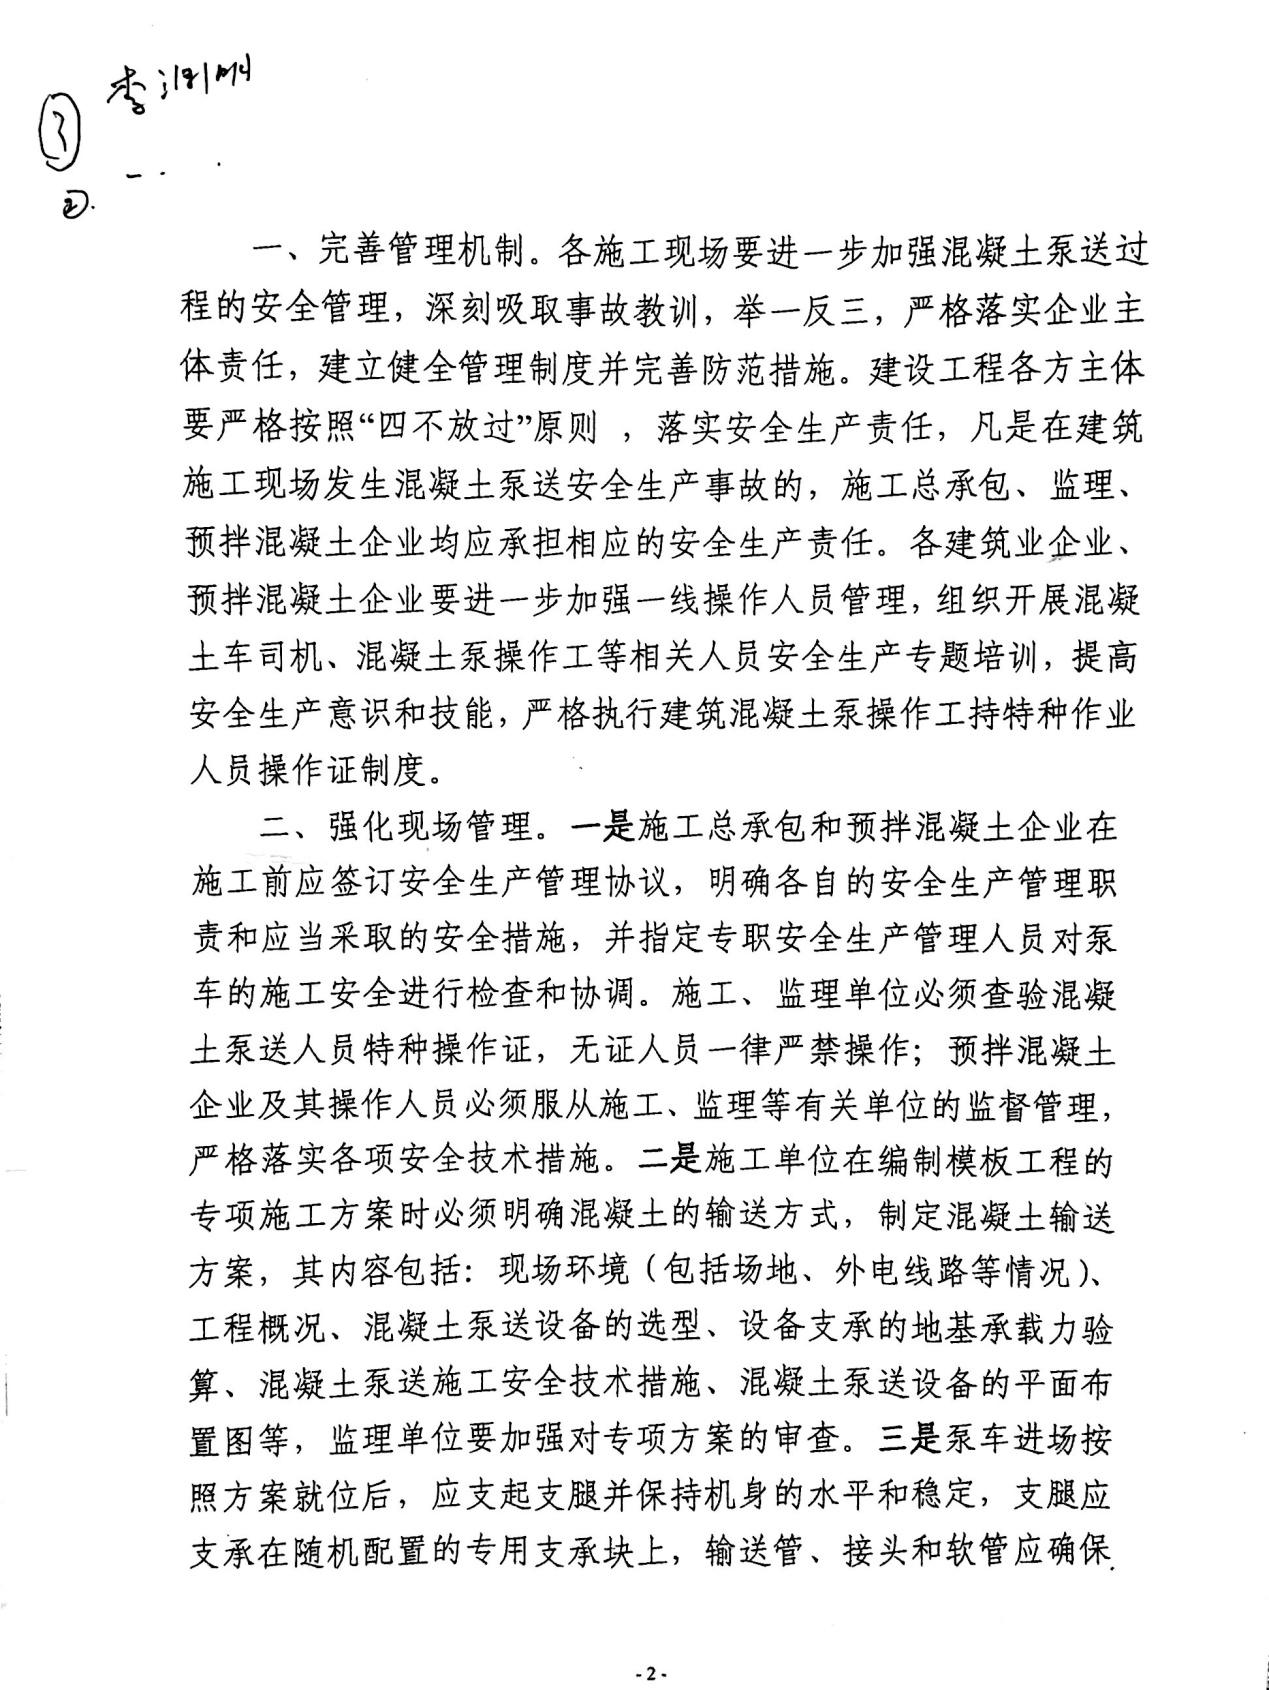 ③
一、完善管理机制。各施工现场要进一步加强混凝土泵送过
程的安全管理，深刻吸取事故教训，举一反三，严格落实企业主
体责任，建立健全管理制度并完善防范措施。建设工程各方主体
要严格按照“四不放过”原则 ，落实安全生产责任，凡是在建筑
施工现场发生混凝土泵送安全生产事故的，施工总承包、监理、
预拌混凝土企业均应承担相应的安全生产责任。各建筑业企业、
预拌混凝土企业要进一步加强一线操作人员管理，组织开展混凝
土车司机、混凝土泵操作工等相关人员安全生产专题培训，提高
安全生产意识和技能，严格执行建筑混凝土泵操作工持特种作业
人员操作证制度。
二、强化现场管理。一是施工总承包和预拌混凝土企业在
施工前应签订安全生产管理协议，明确各自的安全生产管理职
责和应当采取的安全措施，并指定专职安全生产管理人员对泵
车的施工安全进行检查和协调。施工、监理单位必须查验混凝
土泵送人员特种操作证，无证人员一律严禁操作；预拌混凝土
企业及其操作人员必须服从施工、监理等有关单位的监督管理，
严格落实各项安全技术措施。二是施工单位在编制模板工程的
专项施工方案时必须明确混凝土的输送方式，制定混凝土输送
方案，其内容包括：现场环境（包括场地、外电线路等情况）、
工程概况、混凝土泵送设备的选型、设备支承的地基承载力验
算、混凝土泵送施工安全技术措施、混凝土泵送设备的平面布
置图等，监理单位要加强对专项方案的审查。三是泵车进场按
照方案就位后，应支起支腿并保持机身的水平和稳定，支腿应
支承在随机配置的专用支承块上，输送管、接头和软管应确保
-2-